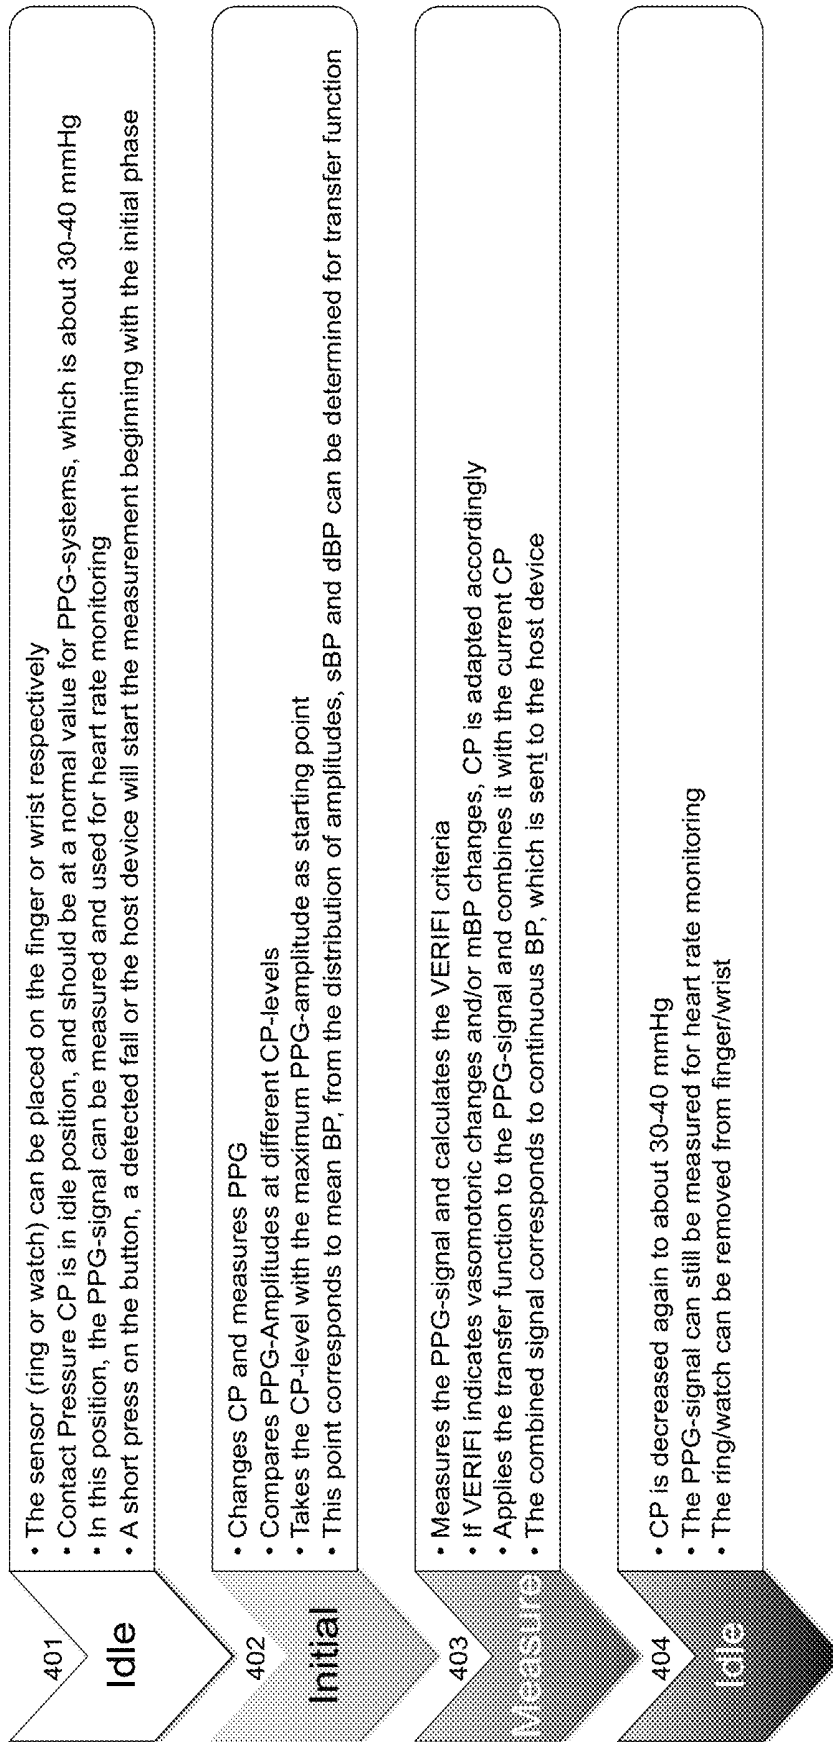 401
Idle
• The sensor (ring or watch) can be placed on the finger or wrist respectively
• Contact Pressure CP is in idle position, and should be at a normal value for PPG-systems, which is about 30-40 mmHg
• In this position, the PPG-signal can be measured and used for heart rate monitoring
• A short press on the button, a detected fall or the host device will start the measurement beginning with the initial phase
402
Initial
• Changes CP and measures PPG
• Compares PPG-Amplitudes at different CP-levels
• Takes the CP-level with the maximum PPG-amplitude as starting point
• This point corresponds to mean BP, from the distribution of amplitudes, sBP and dBP can be determined for transfer function
403
Measure
• Measures the PPG-signal and calculates the VERIFI criteria
• If VERIFI indicates vasomotoric changes and/or mBP changes, CP is adapted accordingly
• Applies the transfer function to the PPG-signal and combines it with the current CP
• The combined signal corresponds to continuous BP, which is sent to the host device
404
Idle
• CP is decreased again to about 30-40 mmHg
• The PPG-signal can still be measured for heart rate monitoring
• The ring/watch can be removed from finger/wrist